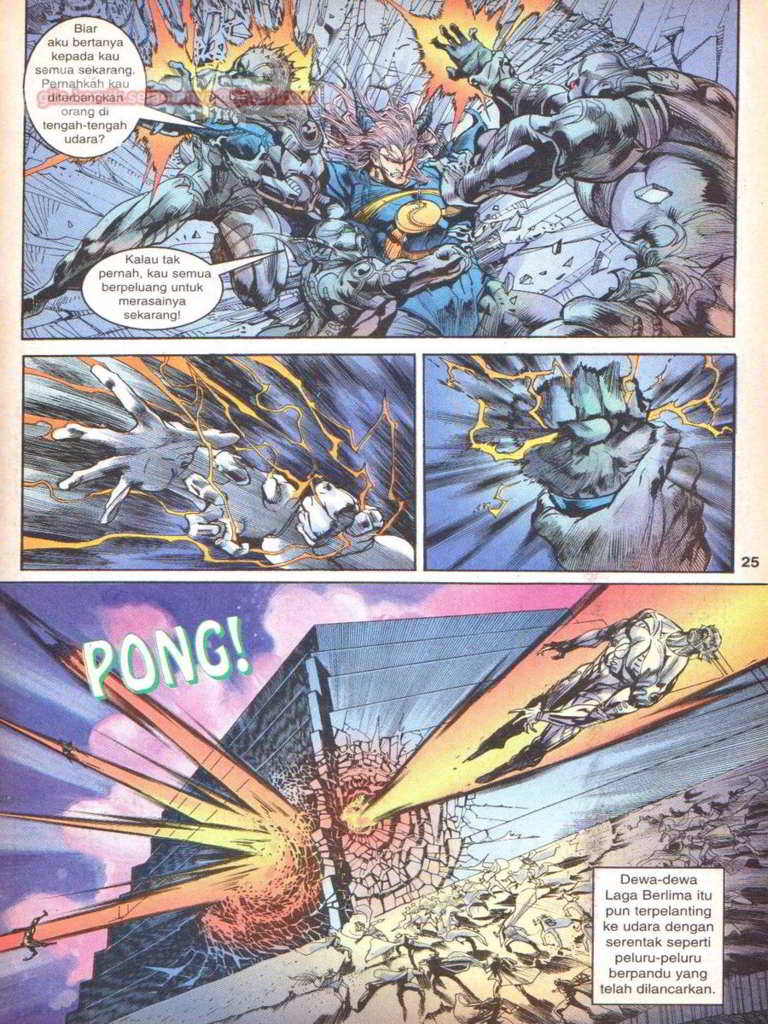 Biar
aku bertanya
kepada kau
semua sekarang.
Pernahkah kau
diterbangkan
orang di
tengah-tengah
udara?
Kalau tak
pernah, kau semua
berpeluang untuk
merasainya
sekarang!
25
PONG!
Dewa-dewa
Laga Berlima itu
pun terpelanting
ke udara dengan
serentak seperti
peluru-peluru
berpandu yang
telah dilancarkan.